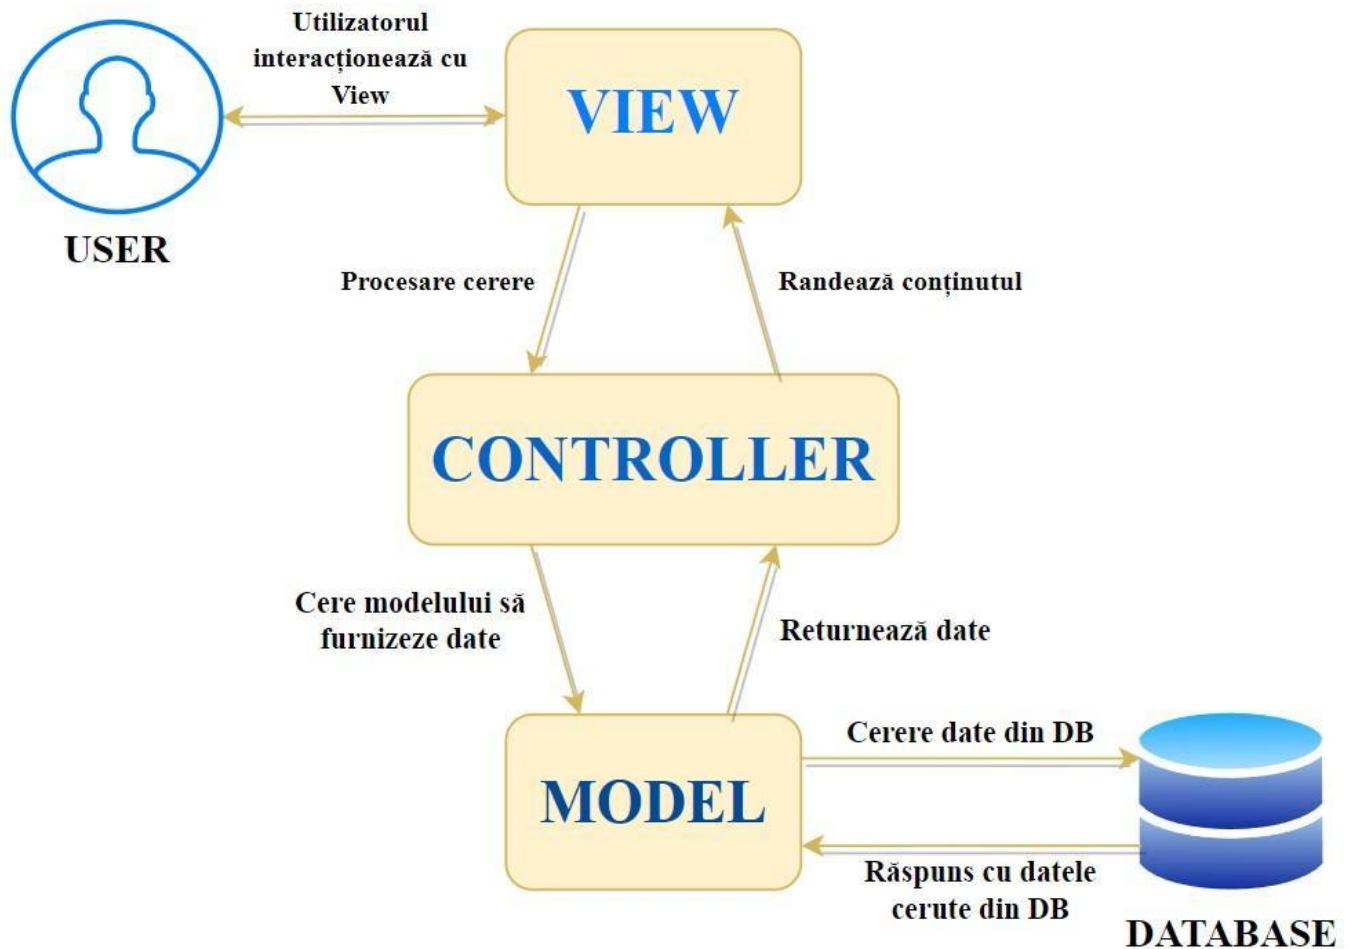 Utilizatorul
interacționează cu
View
VIEW
USER
Procesare cerere
Randează conținutul
CONTROLLER
Cere modelului să
furnizeze date
Returnează date
Cerere date din DB
MODEL
Răspuns cu datele
cerute din DB
DATABASE